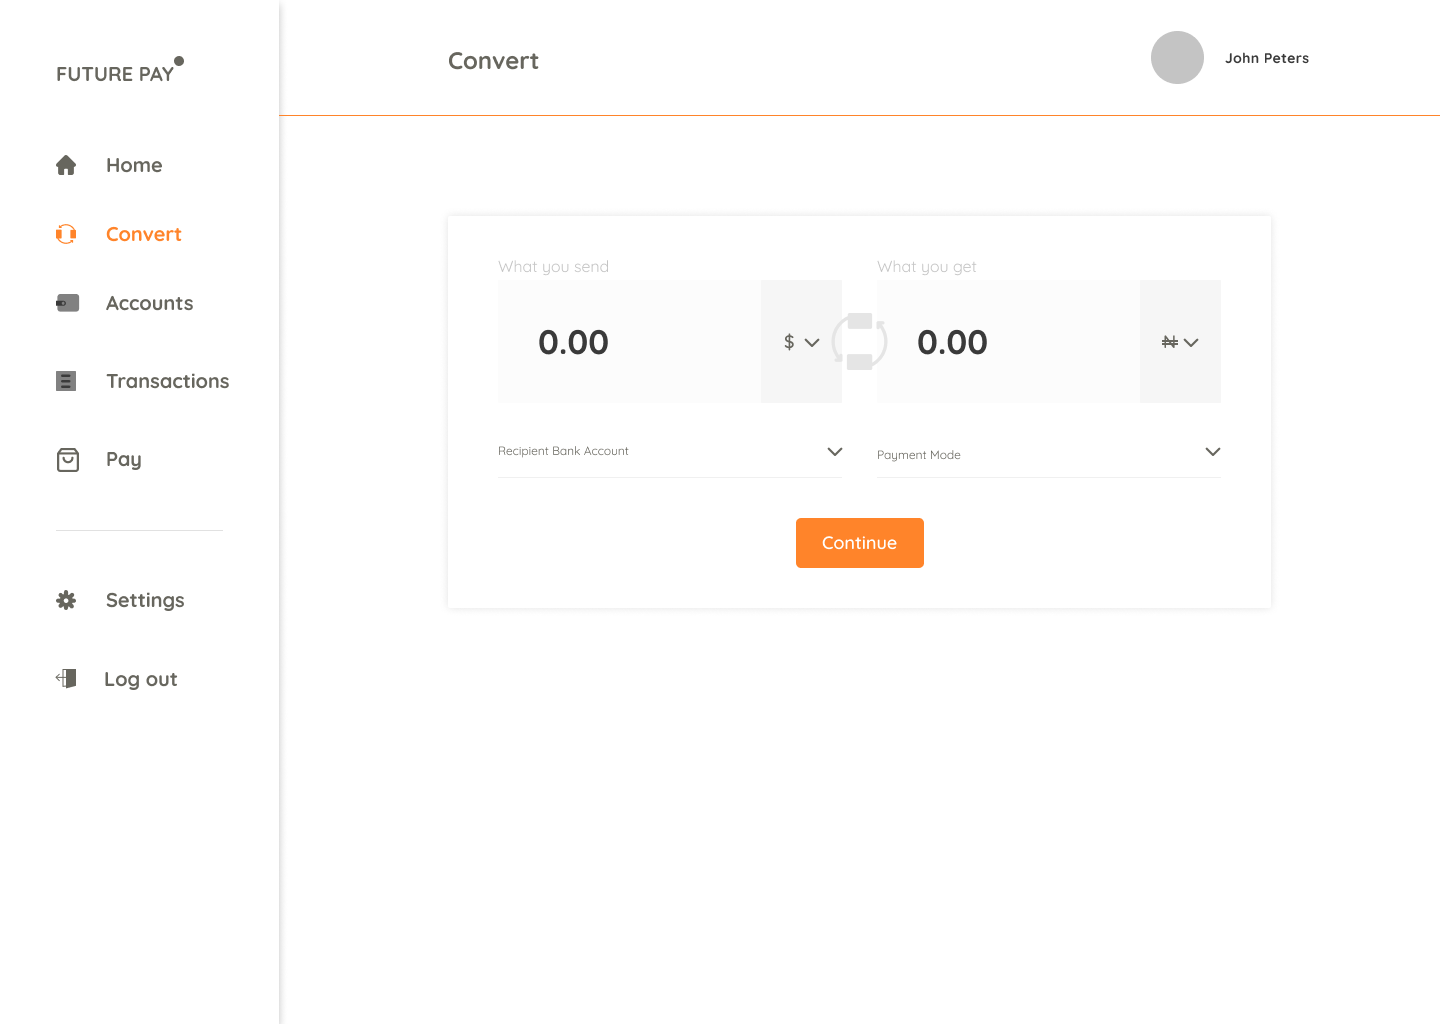 FUTURE PAY
Home
Convert
Accounts
Transactions
Pay
Settings
Log out
Convert
John Peters
What you send
0.00
$
What you get
0.00
₦
Recipient Bank Account
Payment Mode
Continue